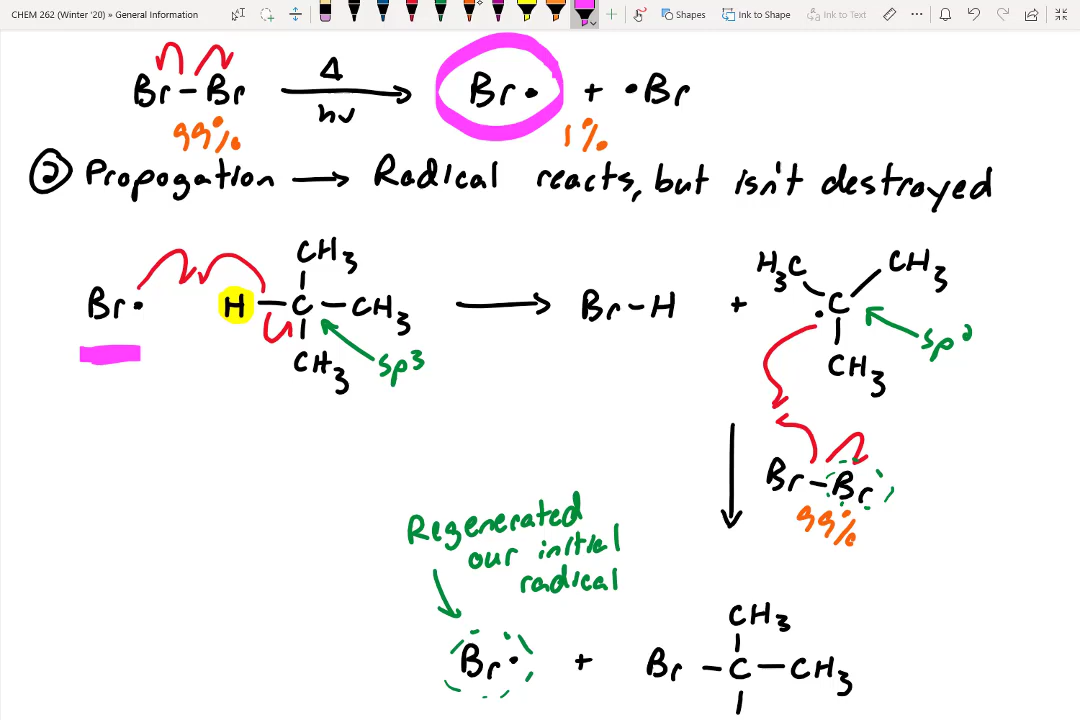 CHEM 262 (Winter '20) » General Information
Shapes Ink to Shape Ink to Text
Br-Br Δ hν Br• + •Br
99% 1%
② Propogation → Radical reacts, but isn't destroyed
CH3
H3C CH3
Br• H-C-CH3 → Br-H + •C
sp2
CH3 sp3
CH3
Br-Br
99%
Regenerated
our initial
radical
CH3
Br• + Br-C-CH3